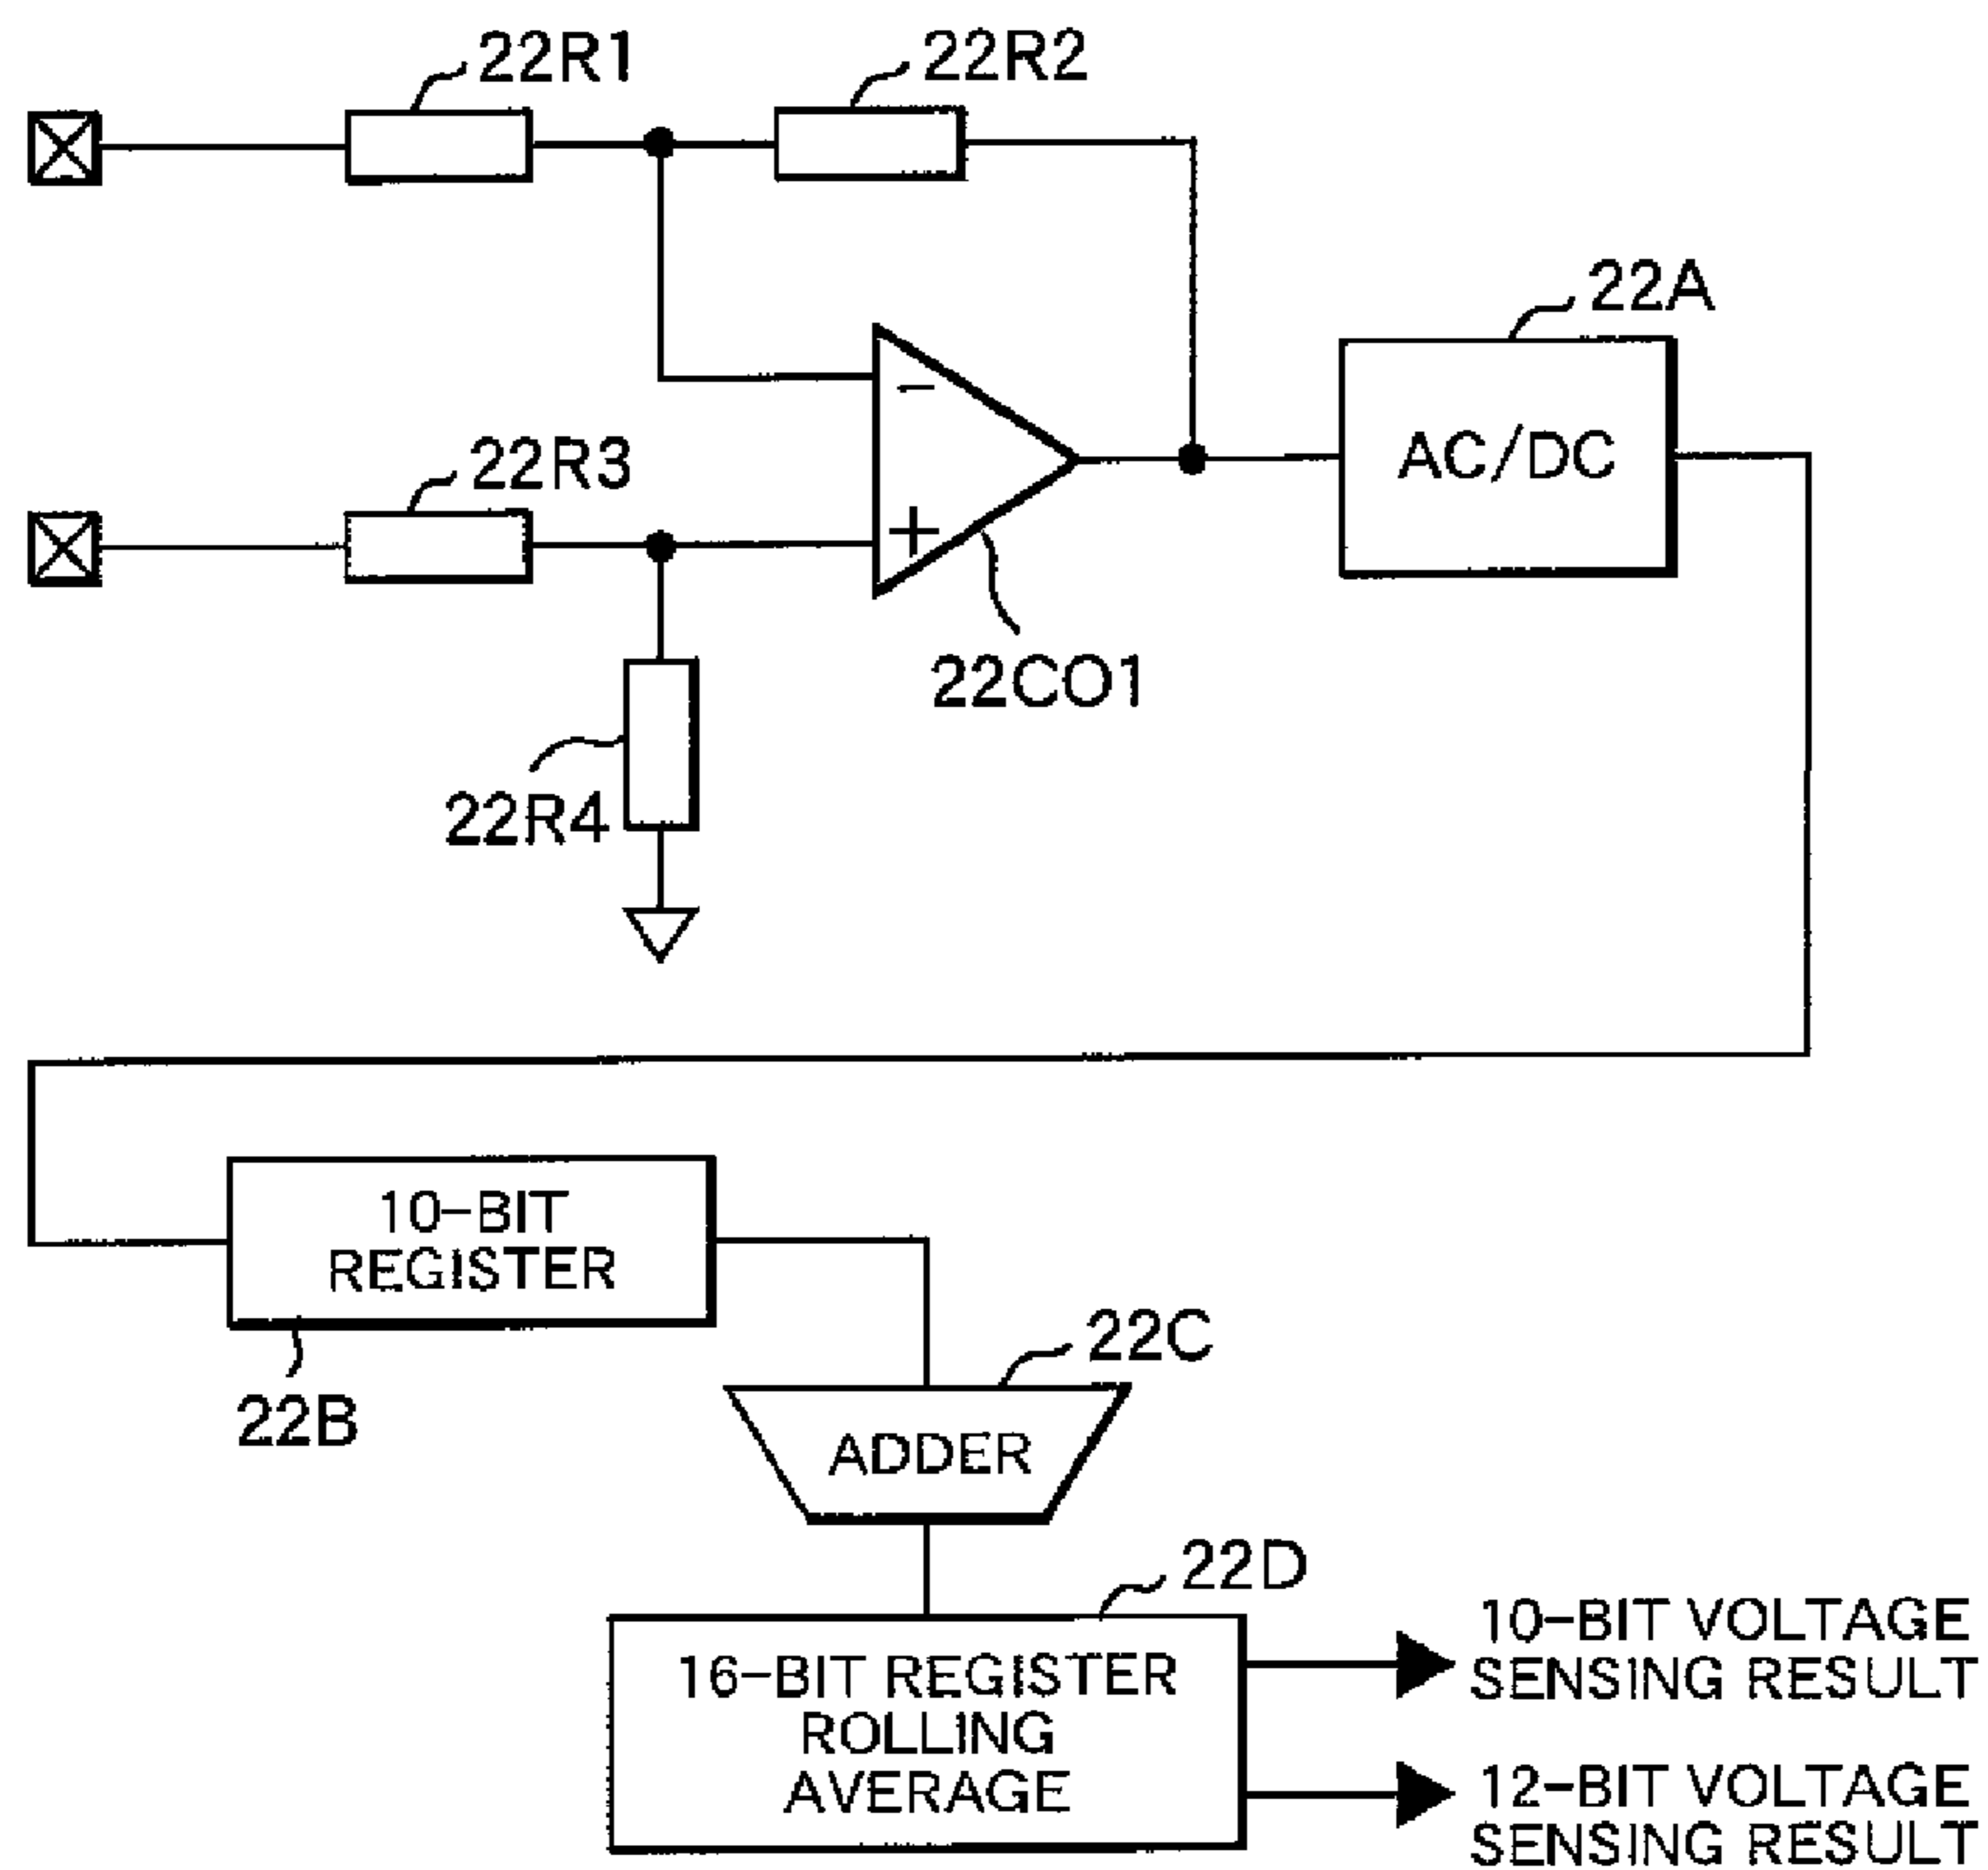 22R1
22R2
22A
AC/DC
22R3
-
+
22CO1
22R4
10-BIT
REGISTER
22B
22C
ADDER
22D
16-BIT REGISTER
ROLLING
AVERAGE
10-BIT VOLTAGE
SENSING RESULT
12-BIT VOLTAGE
SENSING RESULT